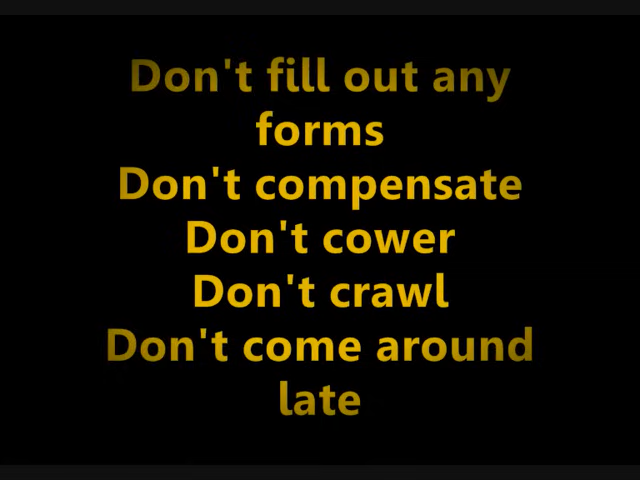 Don't fill out any
forms
Don't compensate
Don't cower
Don't crawl
Don't come around
late